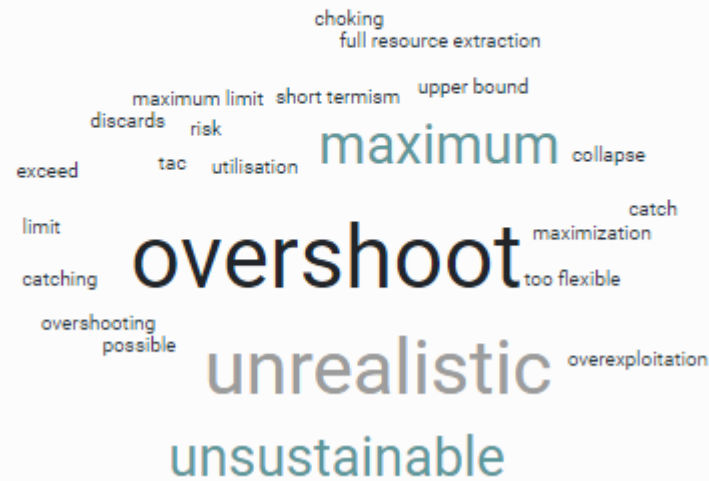 choking
full resource extraction
upper bound
maximum limit
short termism
discards
risk
maximum
collapse
exceed
tac
utilisation
catch
limit
maximization
overshoot
catching
too flexible
overshooting
possible
unrealistic
overexploitation
unsustainable